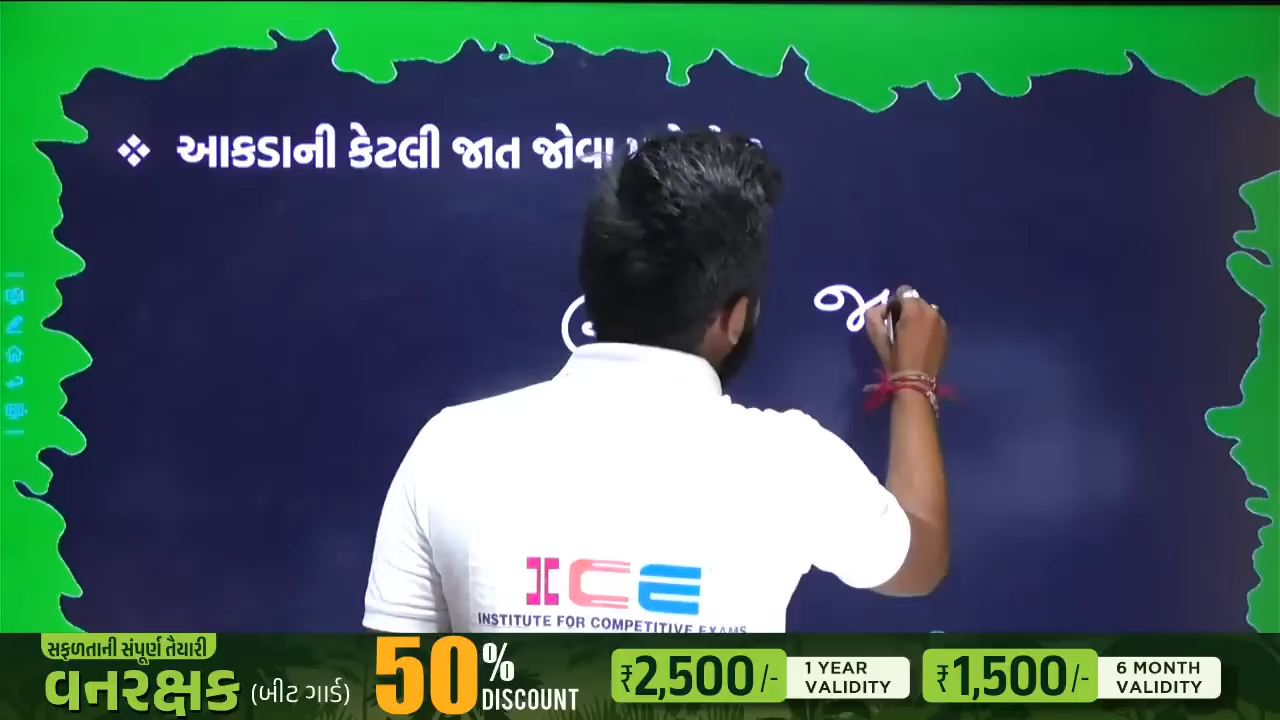 ❖ આકડાની કેટલી જાત જોવા
ICE
INSTITUTE FOR COMPETITIVE EXAMS
સફળતાની સંપૂર્ણ તૈયારી
વનરક્ષક (બીટ ગાર્ડ)
50% DISCOUNT
₹2,500/- 1 YEAR VALIDITY
₹1,500/- 6 MONTH VALIDITY